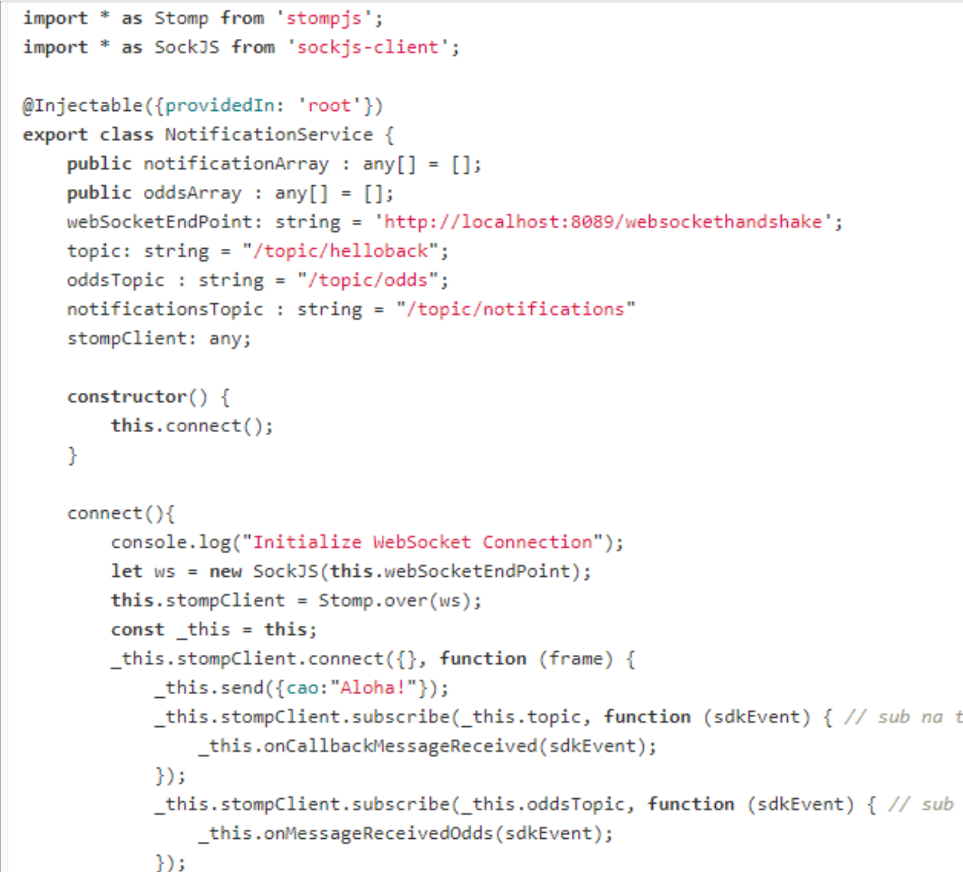 import * as Stomp from 'stompjs';
import * as SockJS from 'sockjs-client';
@Injectable({providedIn: 'root'})
export class NotificationService {
public notificationArray : any[] = [];
public oddsArray : any[] = [];
webSocketEndPoint: string = 'http://localhost:8089/websockethandshake';
topic: string = "/topic/helloback";
oddsTopic : string = "/topic/odds";
notificationsTopic : string = "/topic/notifications"
stompClient: any;
constructor() {
this.connect();
}
connect(){
console.log("Initialize WebSocket Connection");
let ws = new SockJS(this.webSocketEndPoint);
this.stompClient = Stomp.over(ws);
const _this = this;
_this.stompClient.connect({}, function (frame) {
_this.send({cao:"Aloha!"});
_this.stompClient.subscribe(_this.topic, function (sdkEvent) { // sub na t
_this.onCallbackMessageReceived(sdkEvent);
});
_this.stompClient.subscribe(_this.oddsTopic, function (sdkEvent) { // sub
_this.onMessageReceivedOdds(sdkEvent);
});